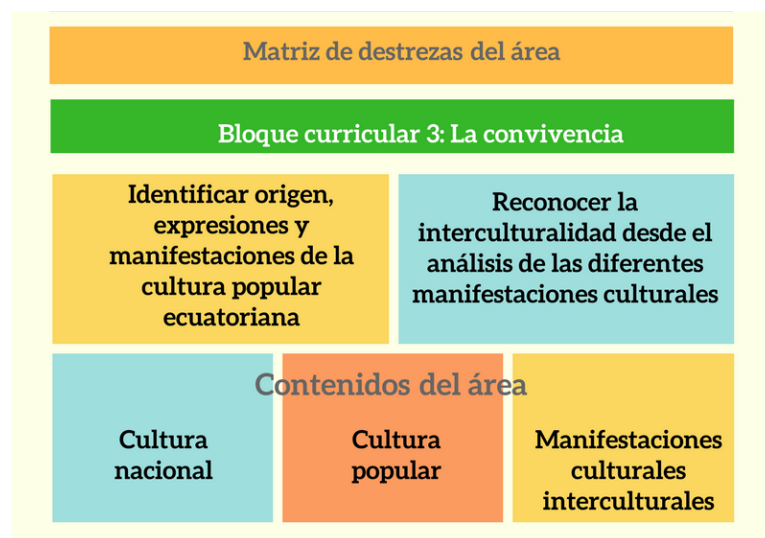 Matriz de destrezas del área
Bloque curricular 3: La convivencia
Identificar origen,
expresiones y
manifestaciones de la
cultura popular
ecuatoriana
Reconocer la
interculturalidad desde el
análisis de las diferentes
manifestaciones culturales
Contenidos del área
Cultura
nacional
Cultura
popular
Manifestaciones
culturales
interculturales